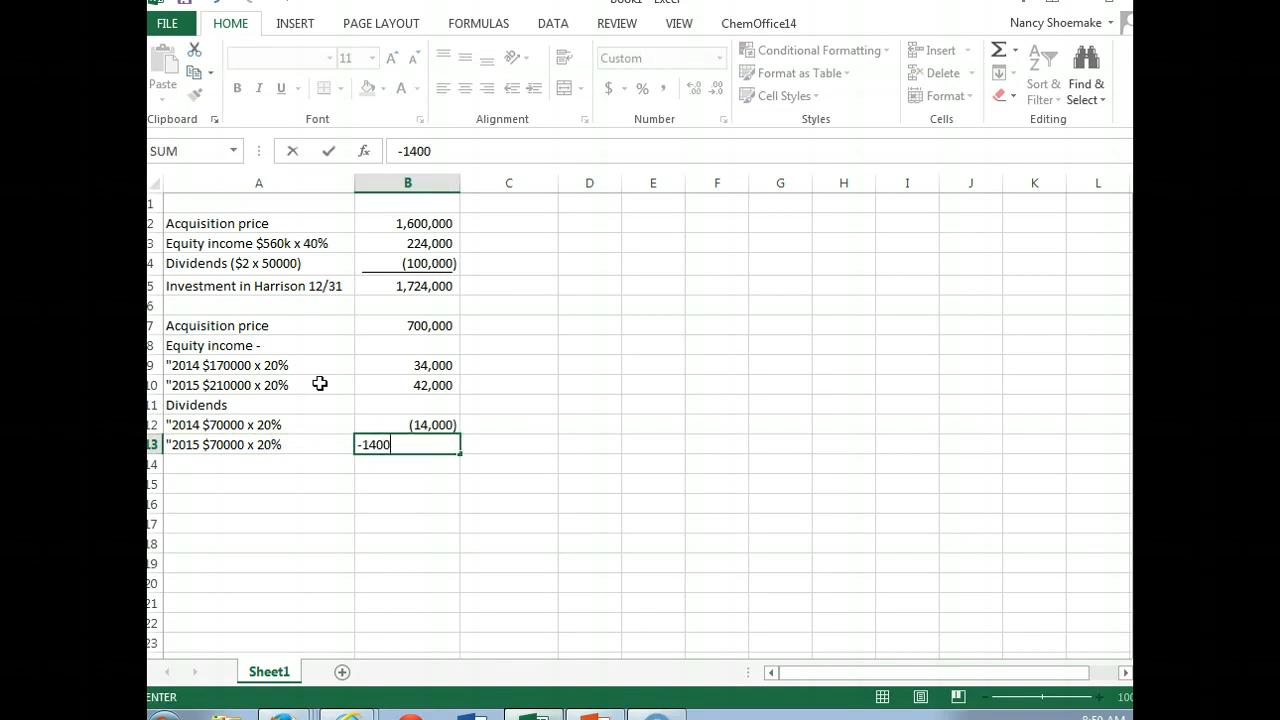 Book1 - Excel
FILE HOME INSERT PAGE LAYOUT FORMULAS DATA REVIEW VIEW ChemOffice14 Nancy Shoemake
11 Custom Conditional Formatting Insert
Paste Format as Table Delete Sort & Find &
B I U A $ % Cell Styles Format Filter Select
Clipboard Font Alignment Number Styles Cells Editing
SUM fx -1400
A B C D E F G H I J K L
1
2 Acquisition price 1,600,000
3 Equity income $560k x 40% 224,000
4 Dividends ($2 x 50000) (100,000)
5 Investment in Harrison 12/31 1,724,000
6
7 Acquisition price 700,000
8 Equity income -
9 "2014 $170000 x 20% 34,000
10 "2015 $210000 x 20% 42,000
11 Dividends
12 "2014 $70000 x 20% (14,000)
13 "2015 $70000 x 20% -1400
14
15
16
17
18
19
20
21
22
23
Sheet1
ENTER 100